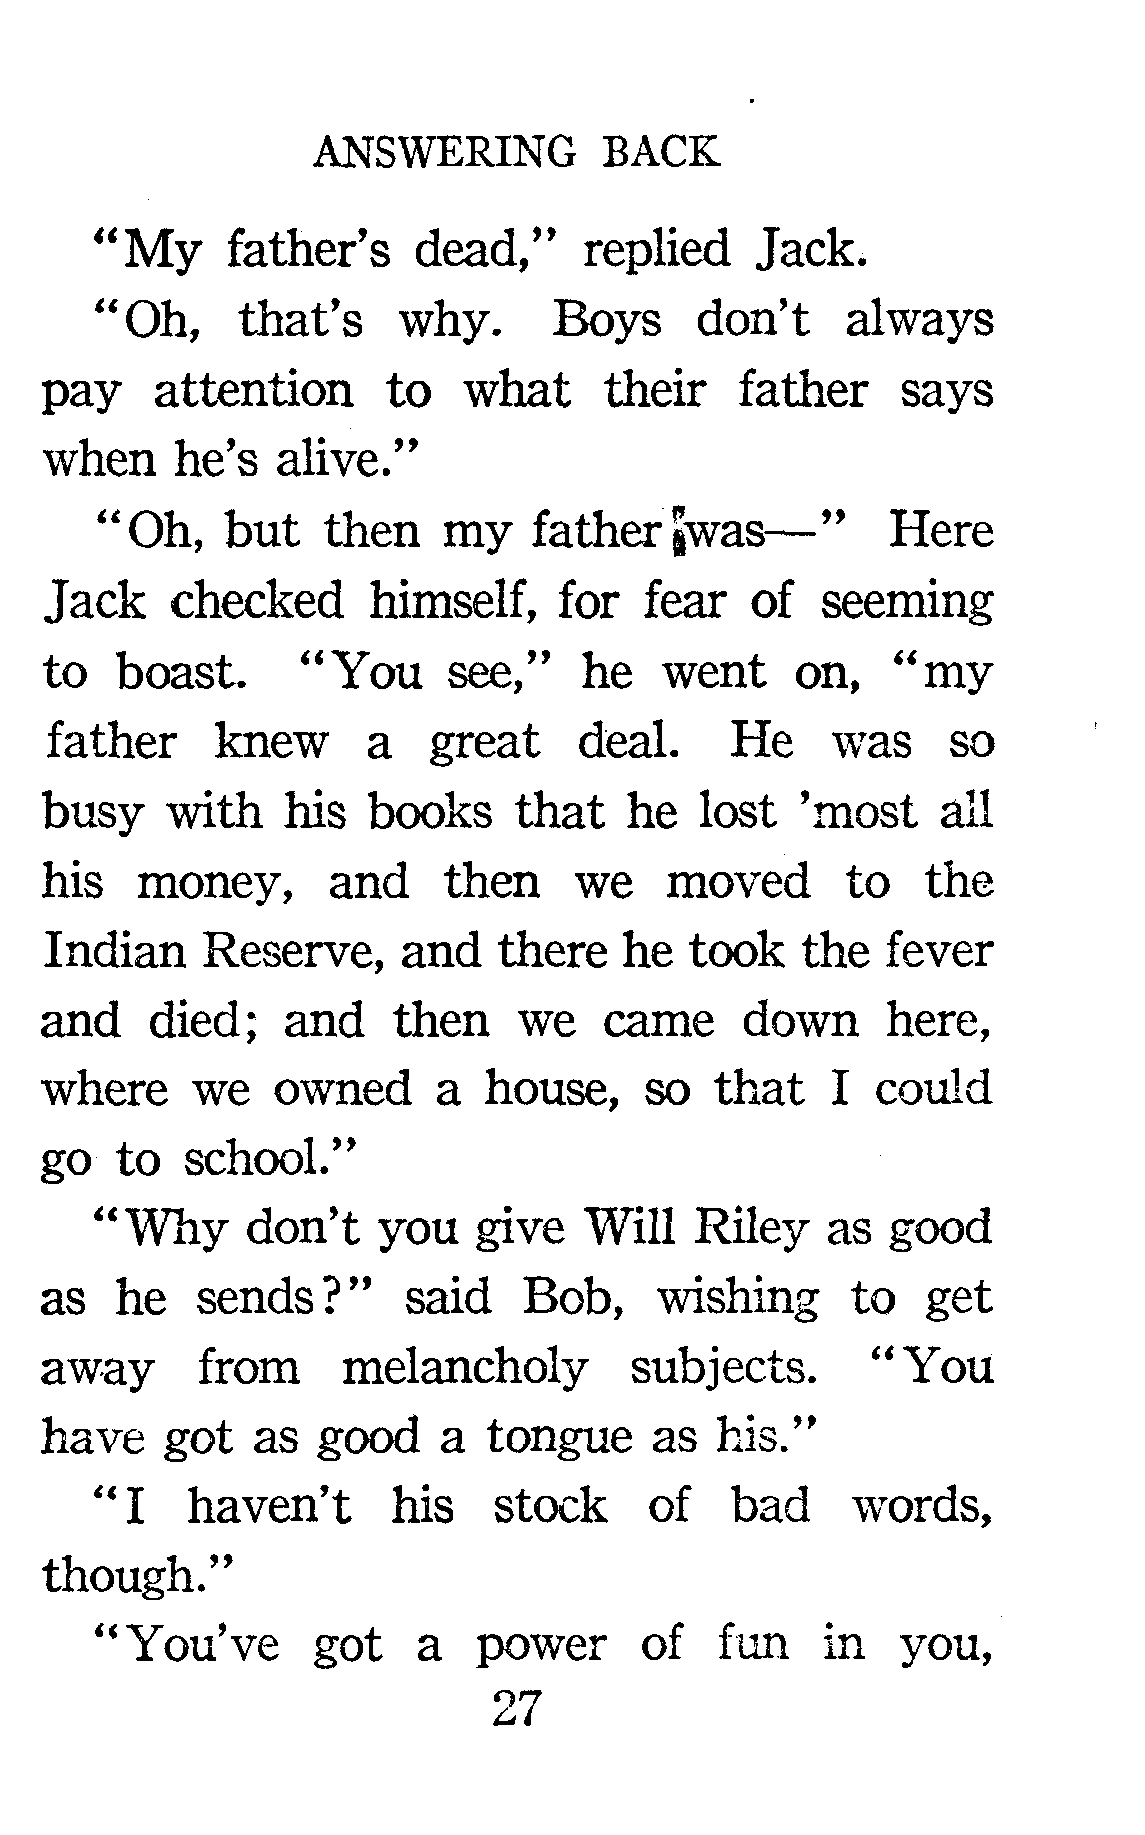 ANSWERING BACK
“My father’s dead,” replied Jack.
“Oh, that’s why. Boys don’t always
pay attention to what their father says
when he’s alive.”
“Oh, but then my father was—” Here
Jack checked himself, for fear of seeming
to boast. “You see,” he went on, “my
father knew a great deal. He was so
busy with his books that he lost ’most all
his money, and then we moved to the
Indian Reserve, and there he took the fever
and died; and then we came down here,
where we owned a house, so that I could
go to school.”
“Why don’t you give Will Riley as good
as he sends?” said Bob, wishing to get
away from melancholy subjects. “You
have got as good a tongue as his.”
“I haven’t his stock of bad words,
though.”
“You’ve got a power of fun in you,
27